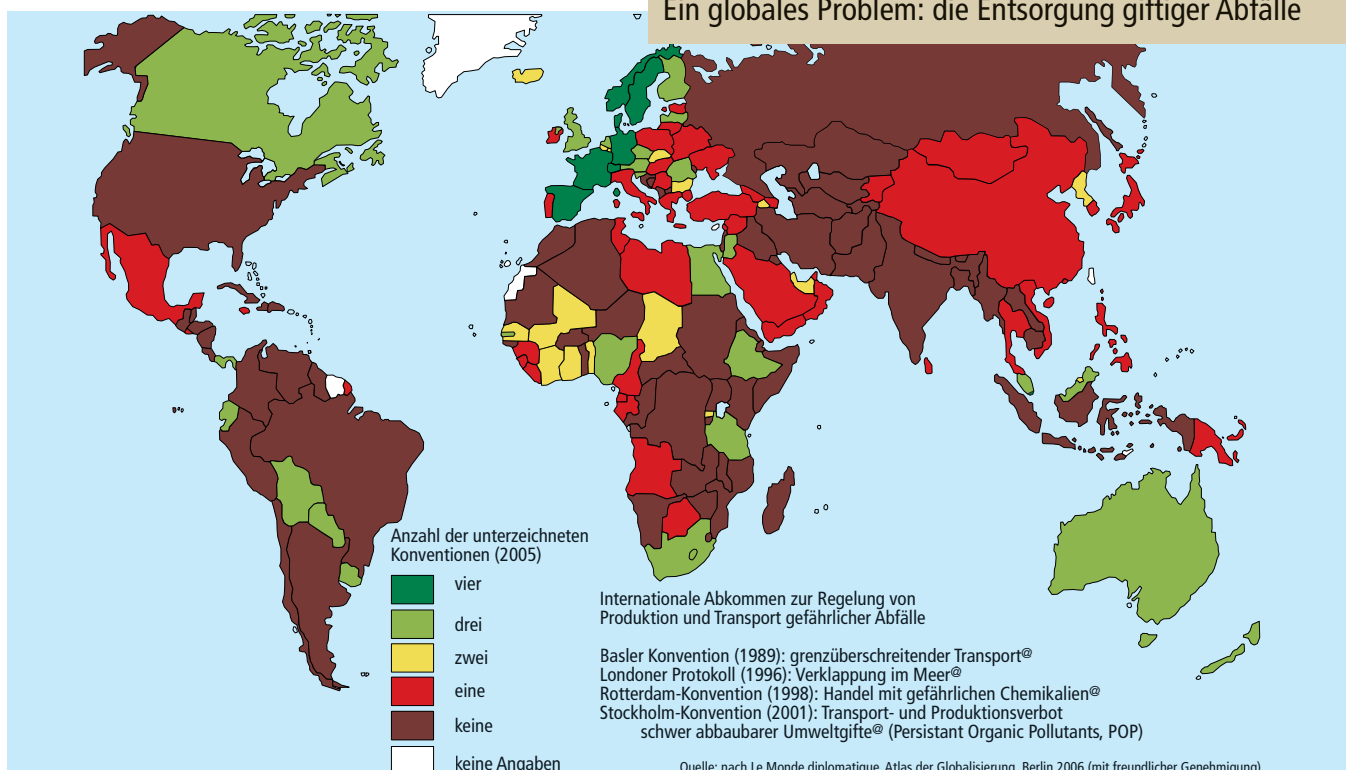 Ein globales Problem: die Entsorgung giftiger Abfälle
Anzahl der unterzeichneten
Konventionen (2005)
vier
drei
zwei
eine
keine
keine Angaben
Internationale Abkommen zur Regelung von
Produktion und Transport gefährlicher Abfälle
Basler Konvention (1989): grenzüberschreitender Transport@
Londoner Protokoll (1996): Verklappung im Meer@
Rotterdam-Konvention (1998): Handel mit gefährlichen Chemikalien@
Stockholm-Konvention (2001): Transport- und Produktionsverbot
schwer abbaubarer Umweltgifte@ (Persistant Organic Pollutants, POP)
Quelle: nach Le Monde diplomatique, Atlas der Globalisierung, Berlin 2006 (mit freundlicher Genehmigung)